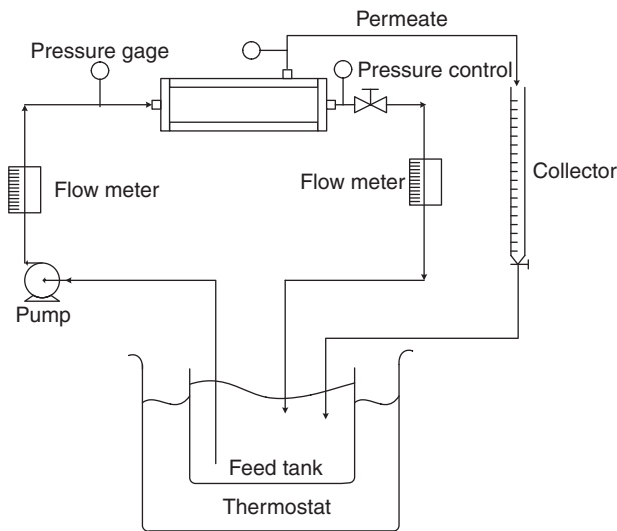 Permeate
Pressure gage
Pressure control
Flow meter
Flow meter
Collector
Pump
Feed tank
Thermostat